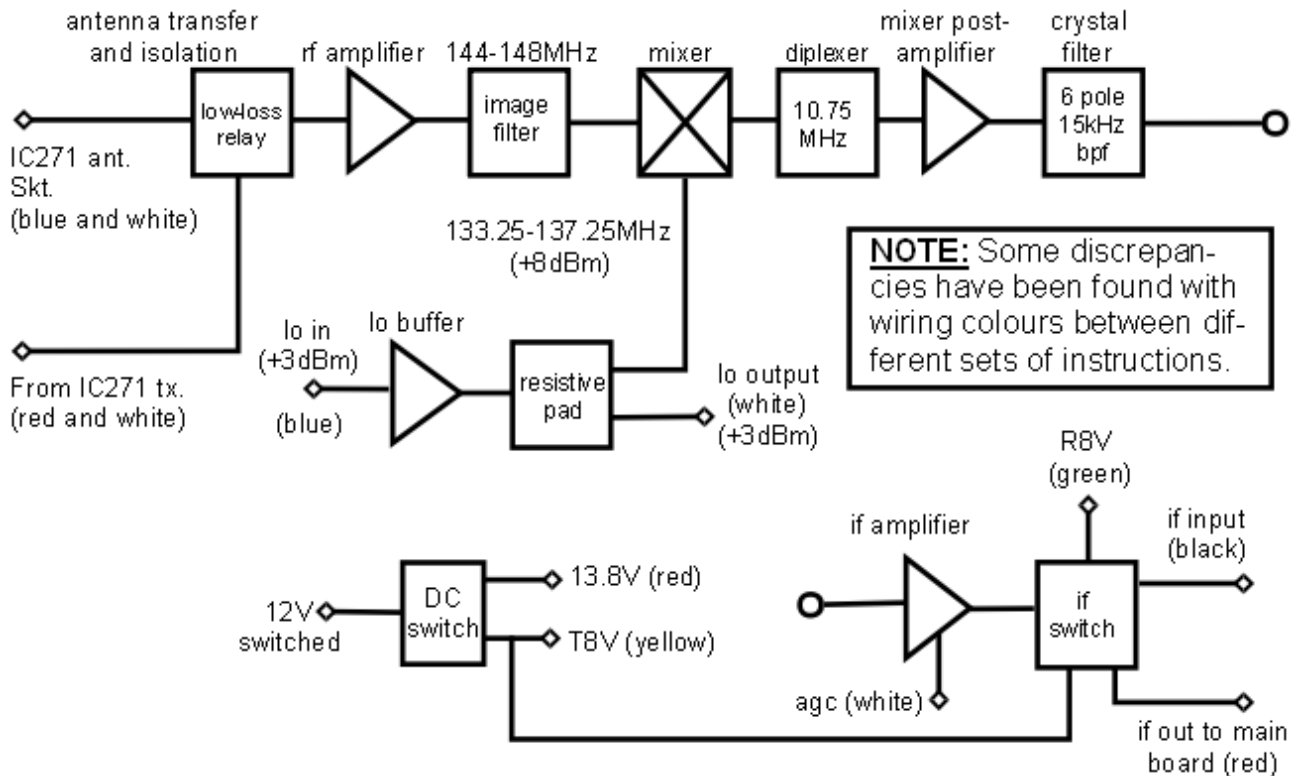 antenna transfer
and isolation
rf amplifier
144-148MHz
mixer
diplexer
mixer post-
amplifier
crystal
filter
low-loss
relay
image
filter
10.75
MHz
6 pole
15kHz
bpf
IC271 ant.
Skt.
(blue and white)
133.25-137.25MHz
(+8dBm)
NOTE: Some discrepan-
cies have been found with
wiring colours between dif-
ferent sets of instructions.
From IC271 tx.
(red and white)
lo in
(+3dBm)
(blue)
lo buffer
resistive
pad
lo output
(white)
(+3dBm)
R8V
(green)
if amplifier
if input
(black)
12V
switched
DC
switch
13.8V (red)
T8V (yellow)
agc (white)
if
switch
if out to main
board (red)